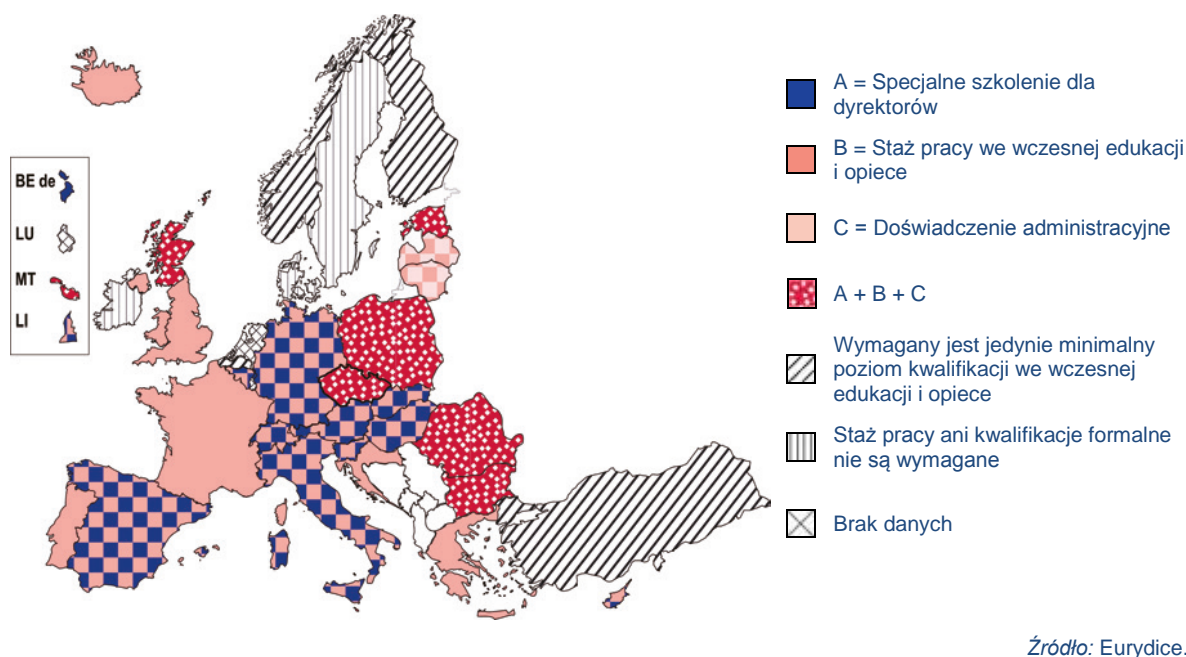 BE de
LU
MT
LI
A = Specjalne szkolenie dla
dyrektorów
B = Staż pracy we wczesnej edukacji
i opiece
C = Doświadczenie administracyjne
A + B + C
Wymagany jest jedynie minimalny
poziom kwalifikacji we wczesnej
edukacji i opiece
Staż pracy ani kwalifikacje formalne
nie są wymagane
Brak danych
Źródło: Eurydice.